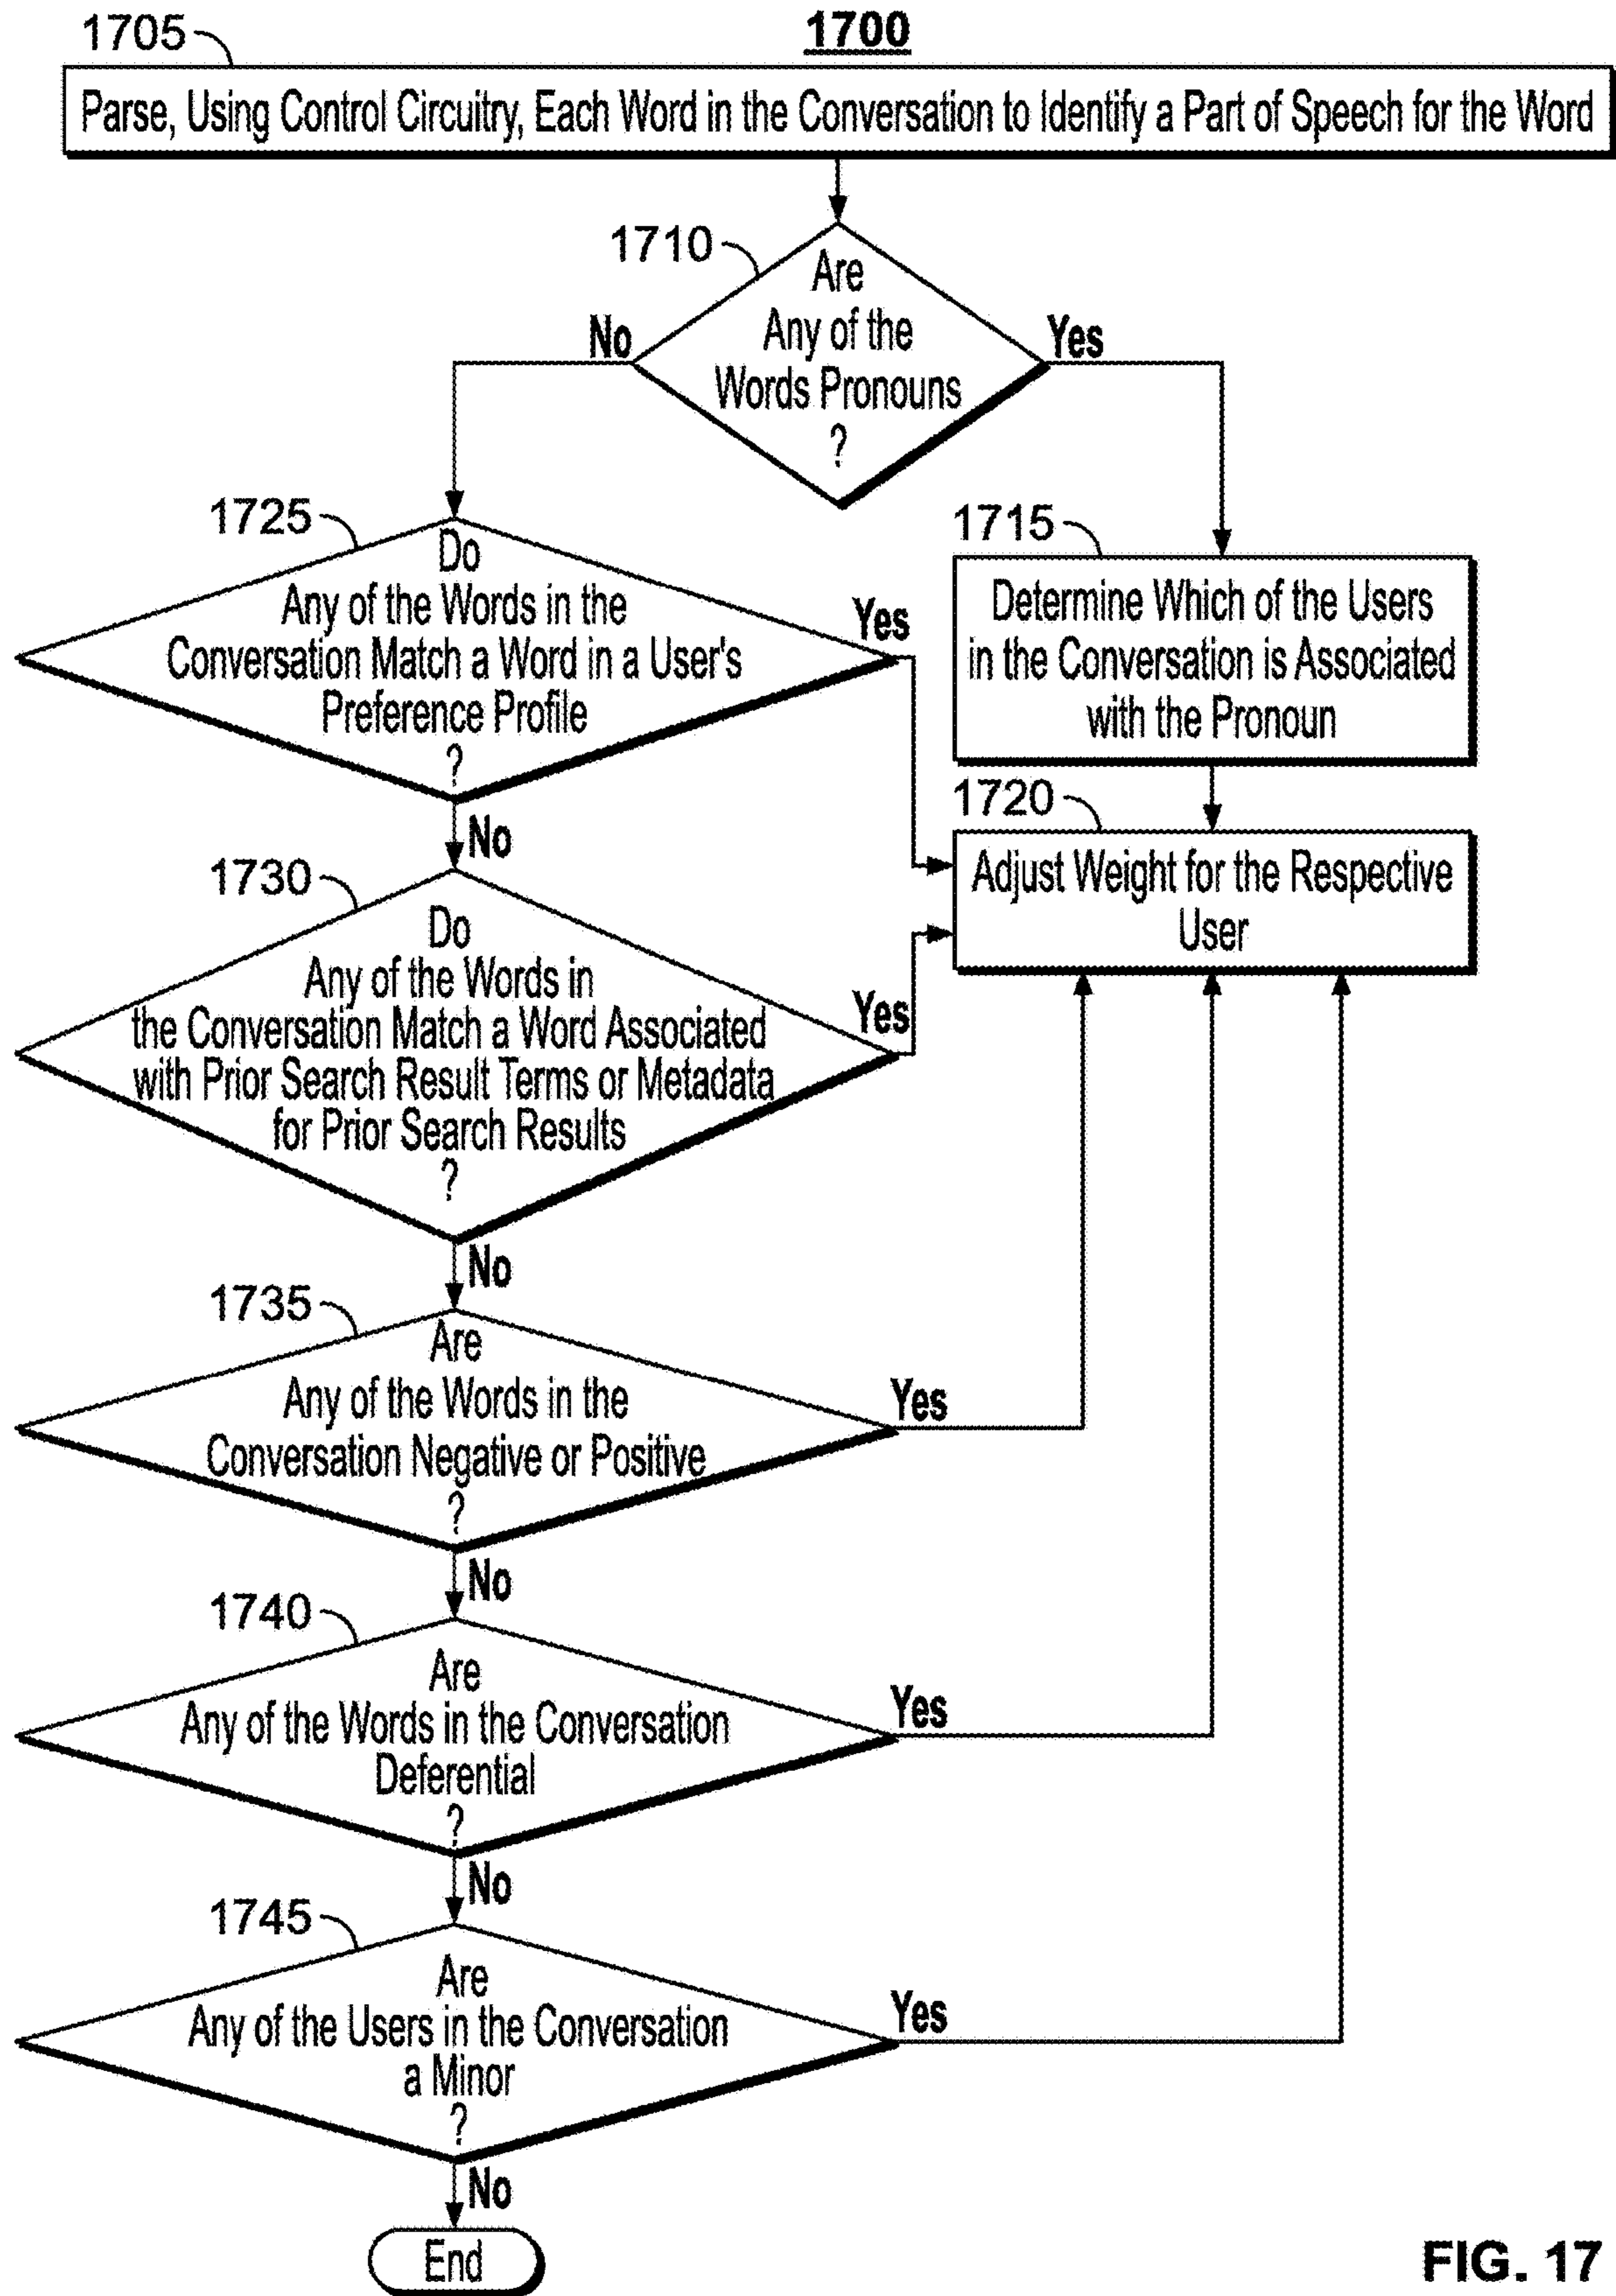 1700
1705
Parse, Using Control Circuitry, Each Word in the Conversation to Identify a Part of Speech for the Word
1710
Are
Any of the
Words Pronouns
?
No
Yes
1725
Do
Any of the Words in the
Conversation Match a Word in a User's
Preference Profile
?
Yes
No
1715
Determine Which of the Users
in the Conversation is Associated
with the Pronoun
1720
Adjust Weight for the Respective
User
1730
Do
Any of the Words in
the Conversation Match a Word Associated
with Prior Search Result Terms or Metadata
for Prior Search Results
?
Yes
No
1735
Are
Any of the Words in the
Conversation Negative or Positive
?
Yes
No
1740
Are
Any of the Words in the Conversation
Deferential
?
Yes
No
1745
Are
Any of the Users in the Conversation
a Minor
?
Yes
No
End
FIG. 17